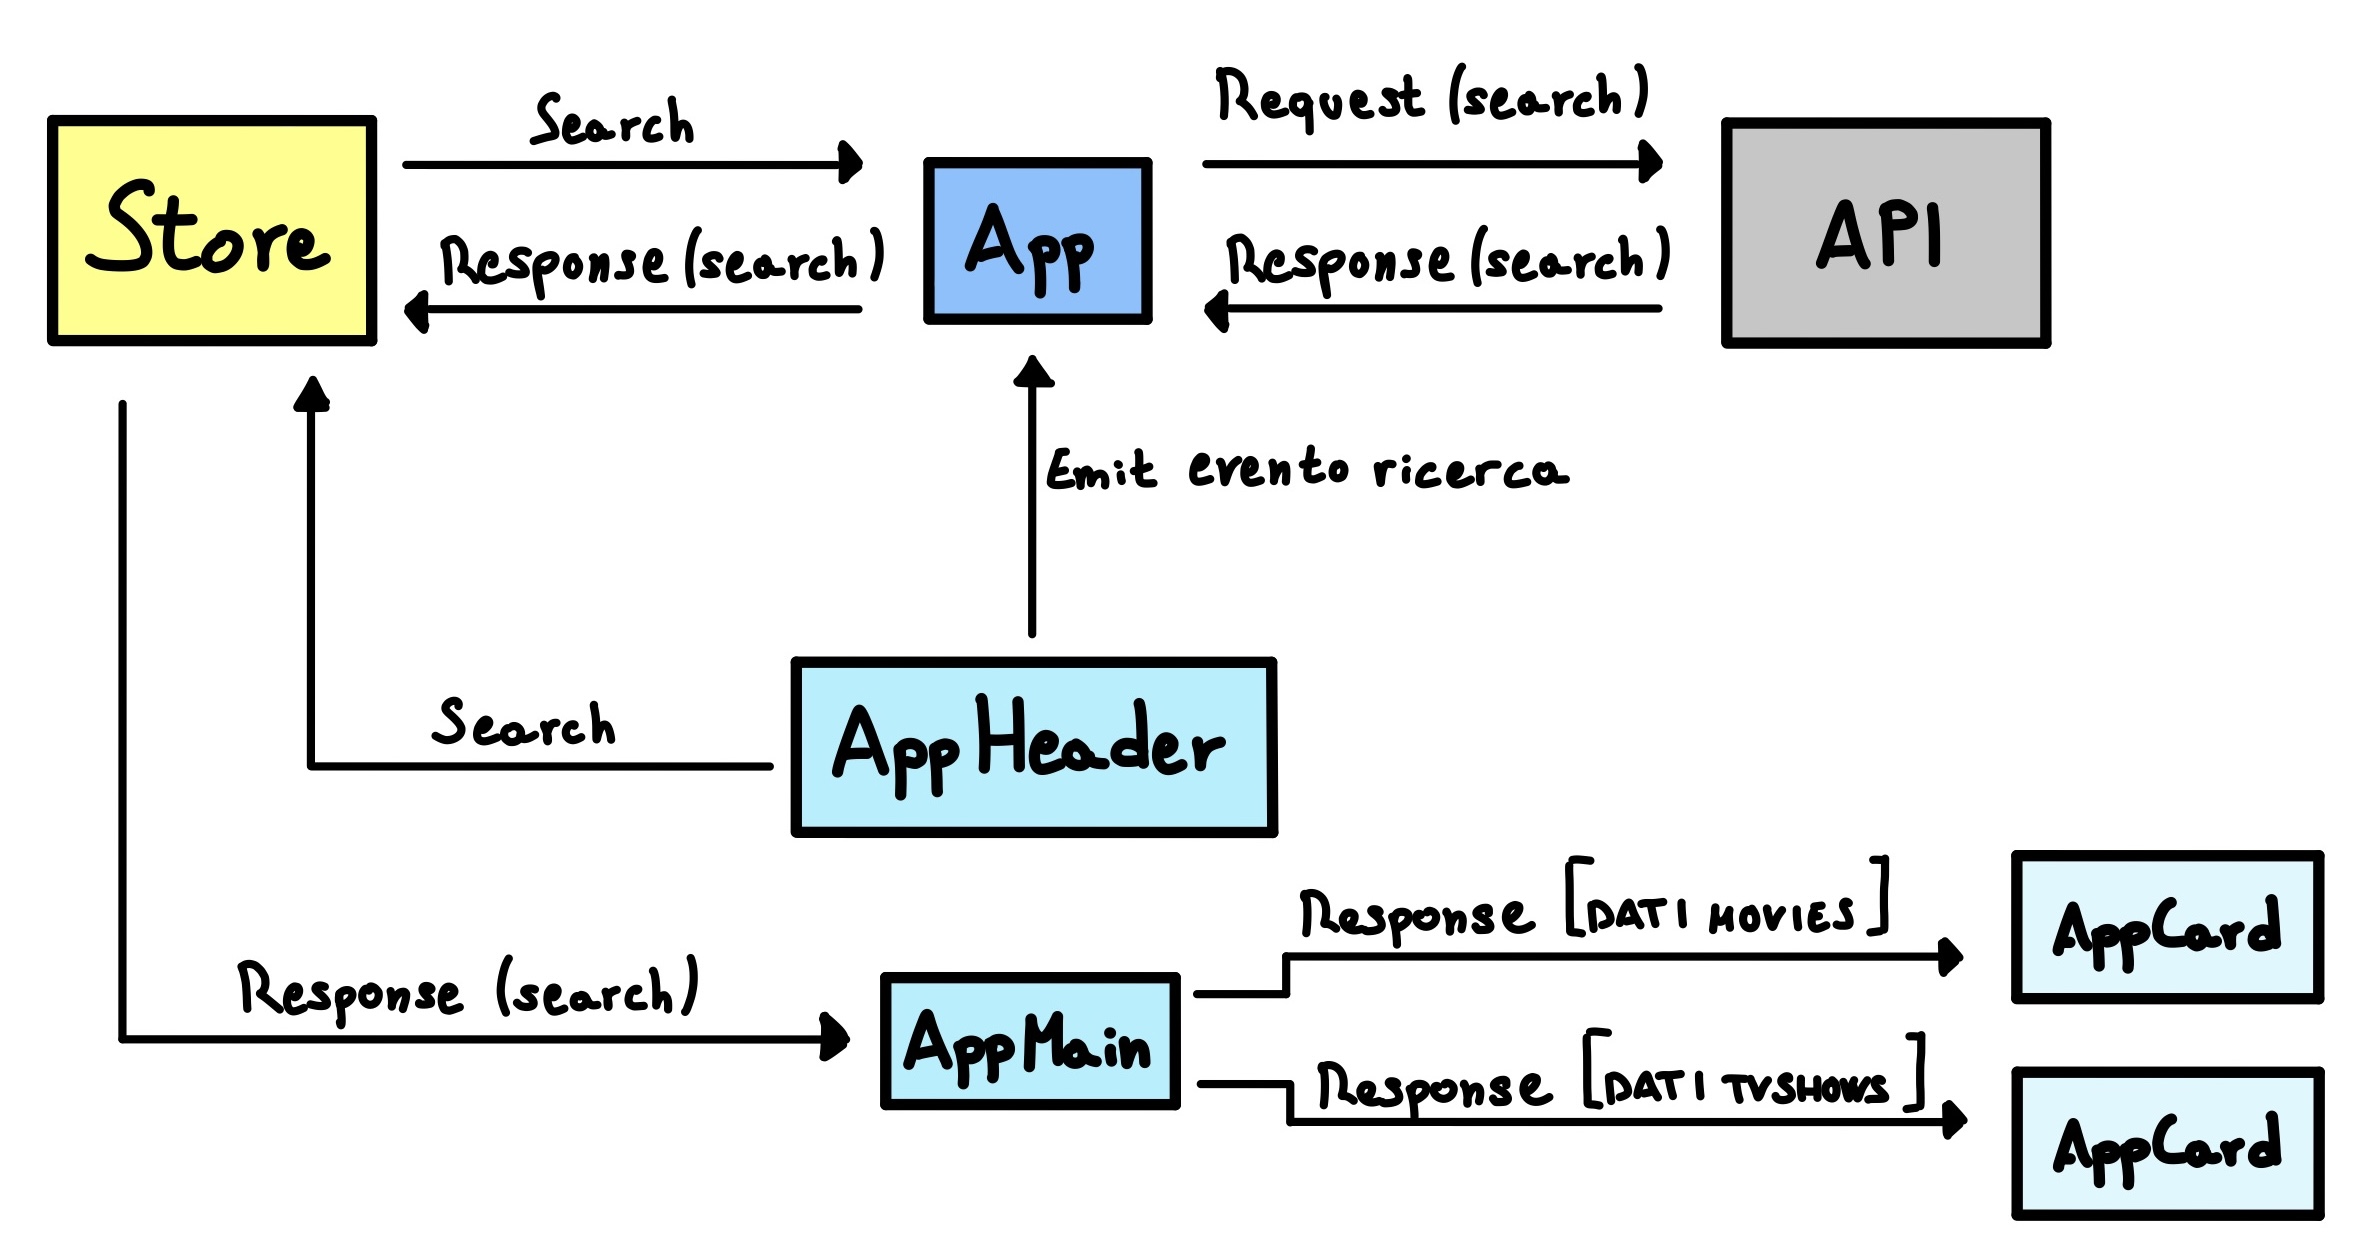 Search
Request (search)
Store
App
API
Response (search)
Response (search)
Emit evento ricerca
Search
AppHeader
Response [DATI MOVIES]
AppCard
Response (search)
AppMain
Response [DATI TVSHOWS]
AppCard